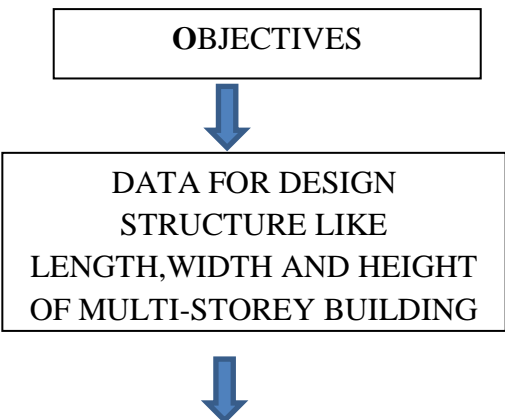 OBJECTIVES
DATA FOR DESIGN
STRUCTURE LIKE
LENGTH,WIDTH AND HEIGHT
OF MULTI-STOREY BUILDING